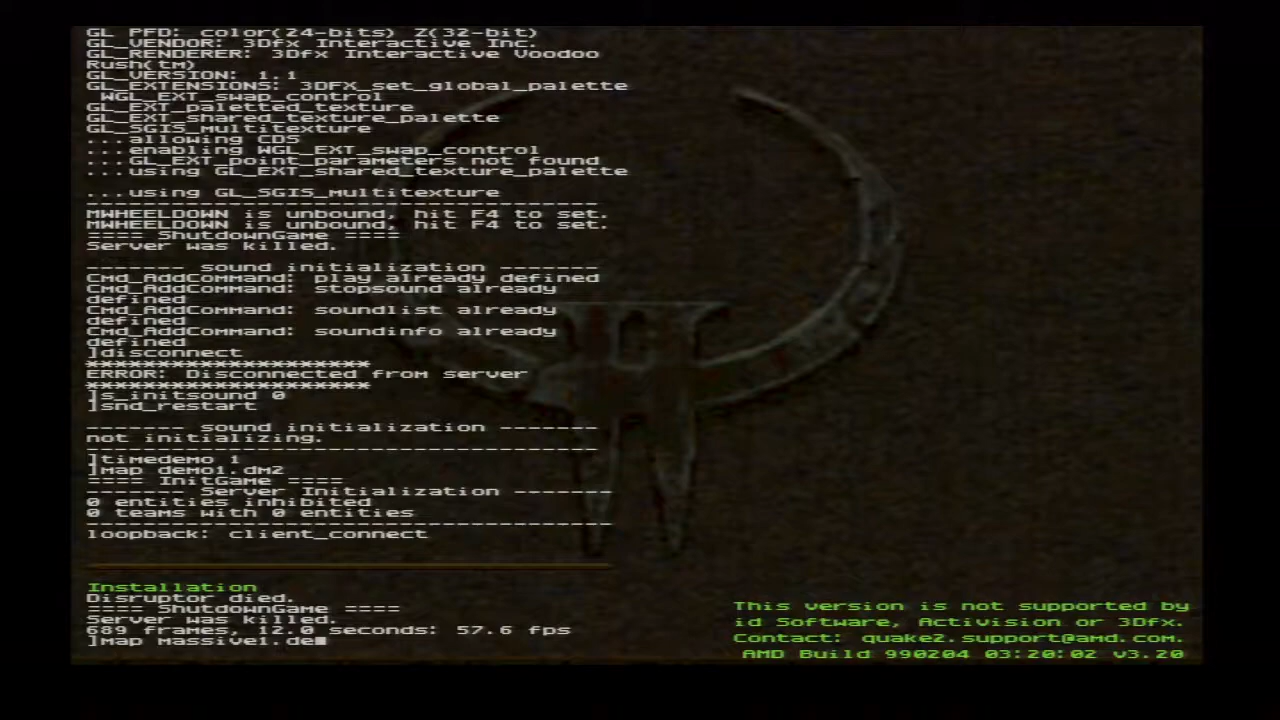 GL_PFD: color(24-bits) Z(32-bit)
GL_VENDOR: 3Dfx Interactive Inc.
GL_RENDERER: 3Dfx Interactive Voodoo
Rush(tm)
GL_VERSION: 1.1
GL_EXTENSIONS: 3DFX_set_global_palette
WGL_EXT_swap_control
GL_EXT_paletted_texture
GL_EXT_shared_texture_palette
GL_SGIS_multitexture
...allowing CDS
...enabling WGL_EXT_swap_control
...GL_EXT_point_parameters not found
...using GL_EXT_shared_texture_palette
...using GL_SGIS_multitexture
------------------------------------
MWHEELDOWN is unbound, hit F4 to set.
MWHEELDOWN is unbound, hit F4 to set.
==== ShutdownGame ====
Server was killed.
------- sound initialization -------
Cmd_AddCommand: play already defined
Cmd_AddCommand: stopsound already
defined
Cmd_AddCommand: soundlist already
defined
Cmd_AddCommand: soundinfo already
defined
]disconnect
********************
ERROR: Disconnected from server
********************
]s_initsound 0
]snd_restart
------- sound initialization -------
not initializing.
------------------------------------
]timedemo 1
]map demo1.dm2
==== InitGame ====
------- Server Initialization -------
0 entities inhibited
0 teams with 0 entities
-------------------------------------
loopback: client_connect
Installation
Disruptor died.
==== ShutdownGame ====
Server was killed.
689 frames, 12.0 seconds: 57.6 fps
]map massive1.de
This version is not supported by
id Software, Activision or 3Dfx.
Contact: quake2.support@amd.com.
AMD Build 990204 03:20:02 v3.20